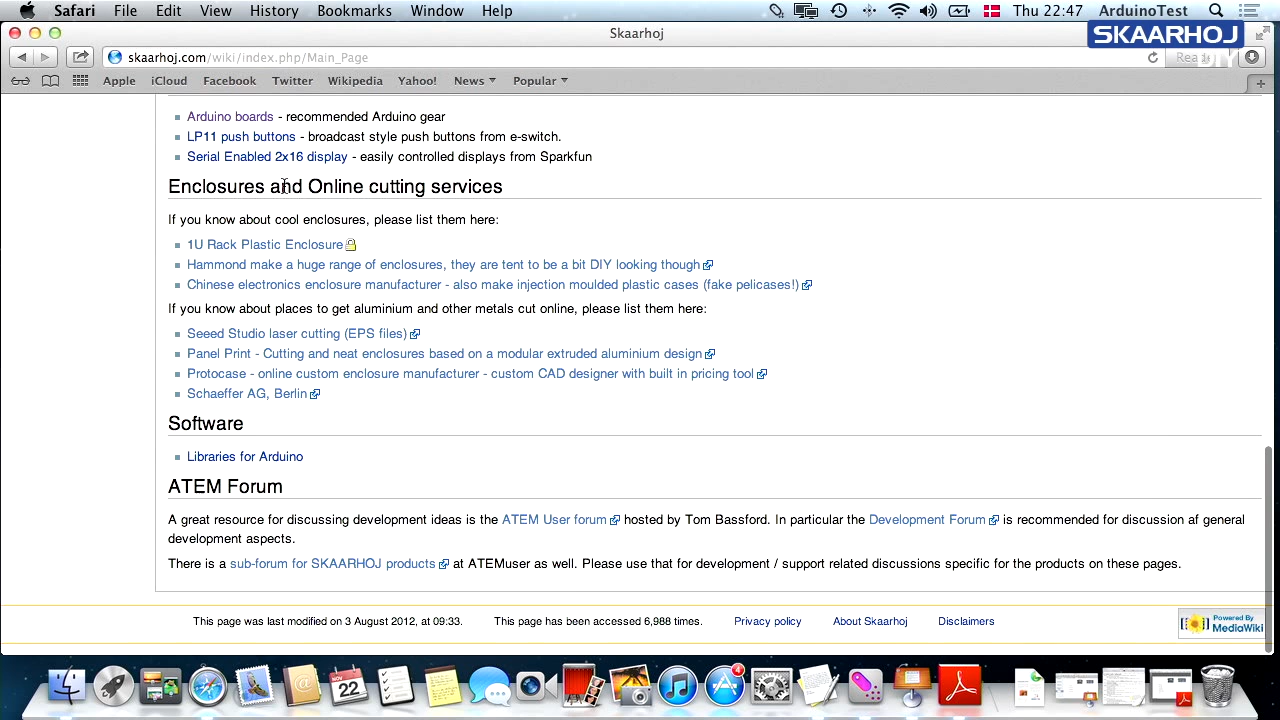 Safari File Edit View History Bookmarks Window Help Thu 22:47 ArduinoTest
SKAARHOJ
Skaarhoj
skaarhoj.com/wiki/index.php/Main_Page
Apple iCloud Facebook Twitter Wikipedia Yahoo! News Popular
Arduino boards - recommended Arduino gear
LP11 push buttons - broadcast style push buttons from e-switch.
Serial Enabled 2x16 display - easily controlled displays from Sparkfun
Enclosures and Online cutting services
If you know about cool enclosures, please list them here:
1U Rack Plastic Enclosure
Hammond make a huge range of enclosures, they are tent to be a bit DIY looking though
Chinese electronics enclosure manufacturer - also make injection moulded plastic cases (fake pelicases!)
If you know about places to get aluminium and other metals cut online, please list them here:
Seeed Studio laser cutting (EPS files)
Panel Print - Cutting and neat enclosures based on a modular extruded aluminium design
Protocase - online custom enclosure manufacturer - custom CAD designer with built in pricing tool
Schaeffer AG, Berlin
Software
Libraries for Arduino
ATEM Forum
A great resource for discussing development ideas is the ATEM User forum hosted by Tom Bassford. In particular the Development Forum is recommended for discussion af general
development aspects.
There is a sub-forum for SKAARHOJ products at ATEMuser as well. Please use that for development / support related discussions specific for the products on these pages.
This page was last modified on 3 August 2012, at 09:33. This page has been accessed 6,988 times. Privacy policy About Skaarhoj Disclaimers
Powered By
MediaWiki
NOV
22
4